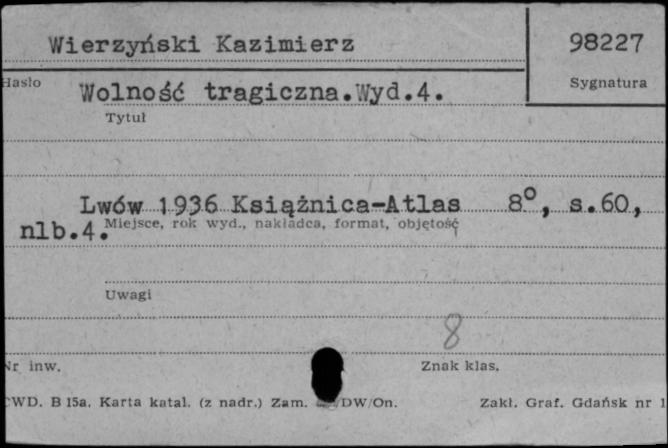 Wierzyński Kazimierz 98227
Hasło Sygnatura
Wolność tragiczna.Wyd.4.
Tytuł
Lwów 1936 Książnica-Atlas 8°, s.60,
nlb.4. Miejsce, rok wyd., nakładca, format, objętość
Uwagi
8
Nr inw. Znak klas.
CWD. B 15a. Karta katal. (z nadr.) Zam. /DW/On. Zakł. Graf. Gdańsk nr 1